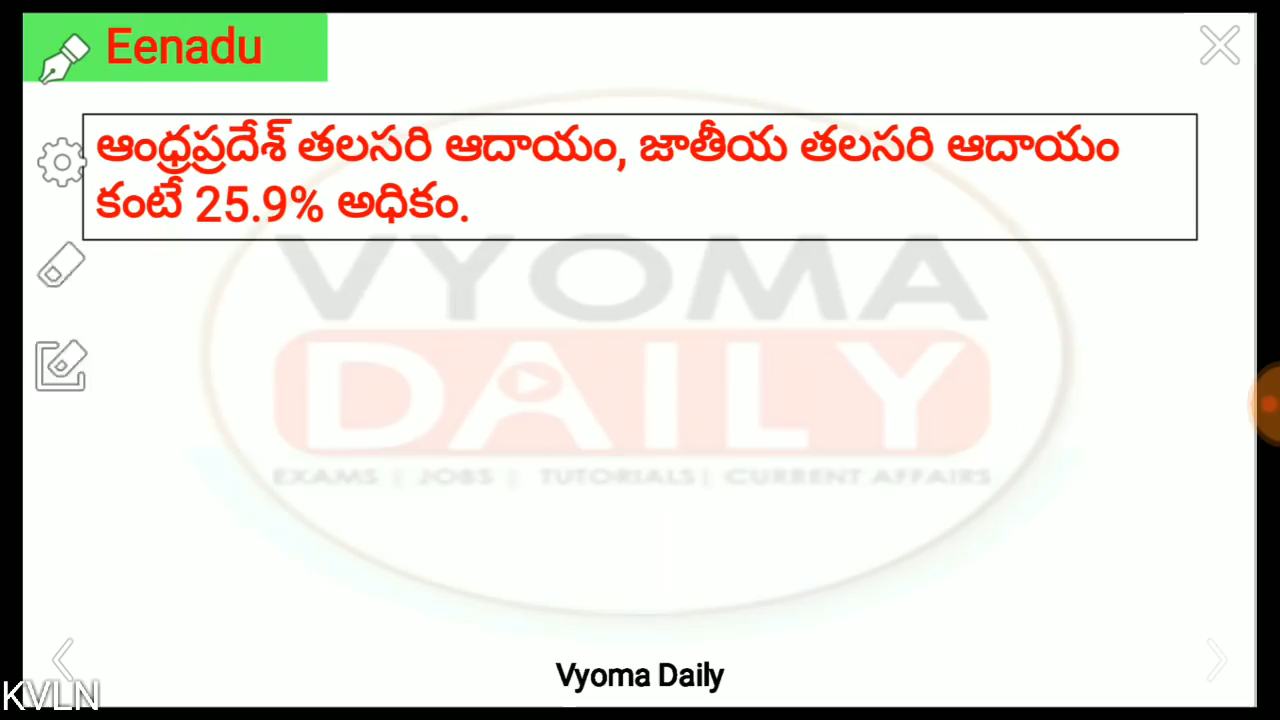 Eenadu
ఆంధ్రప్రదేశ్ తలసరి ఆదాయం, జాతీయ తలసరి ఆదాయం
కంటే 25.9% అధికం.
VYOMA
DAILY
EXAMS | JOBS | TUTORIALS | CURRENT AFFAIRS
Vyoma Daily
KVLN